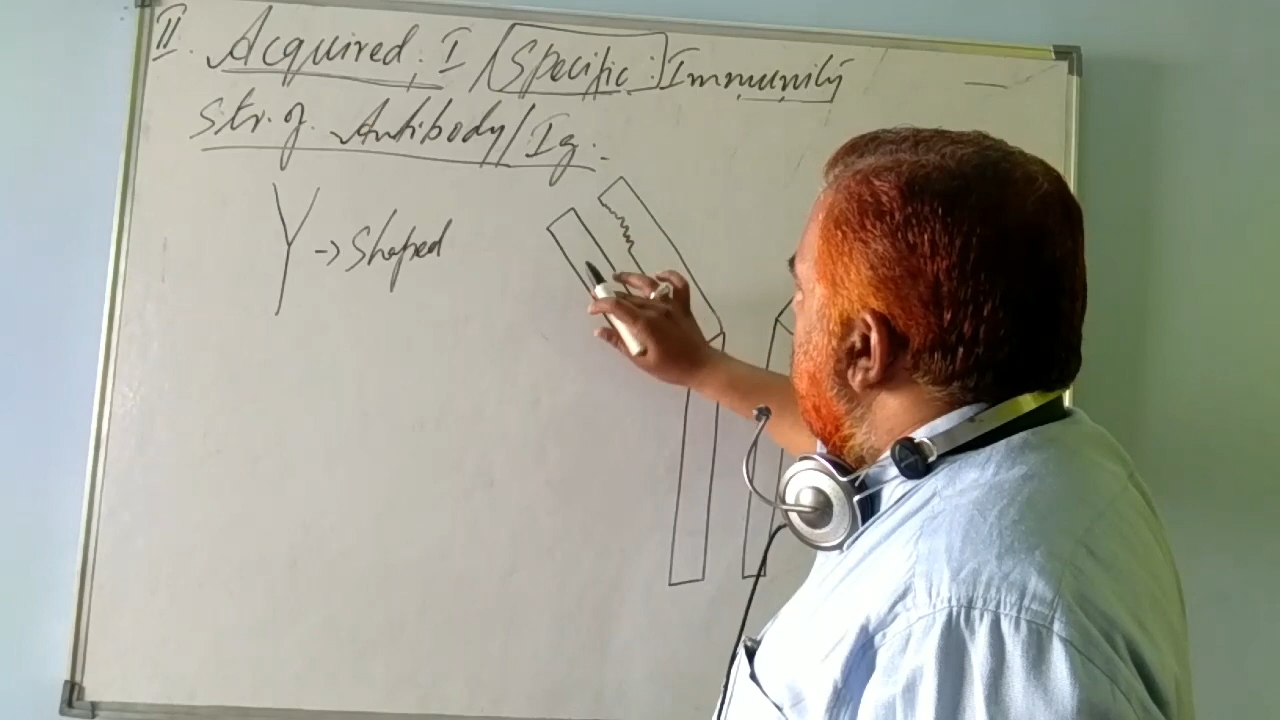 II. Acquired. I / Specific: Immunity
Str. of. Antibody/Ig.
Y → Shaped